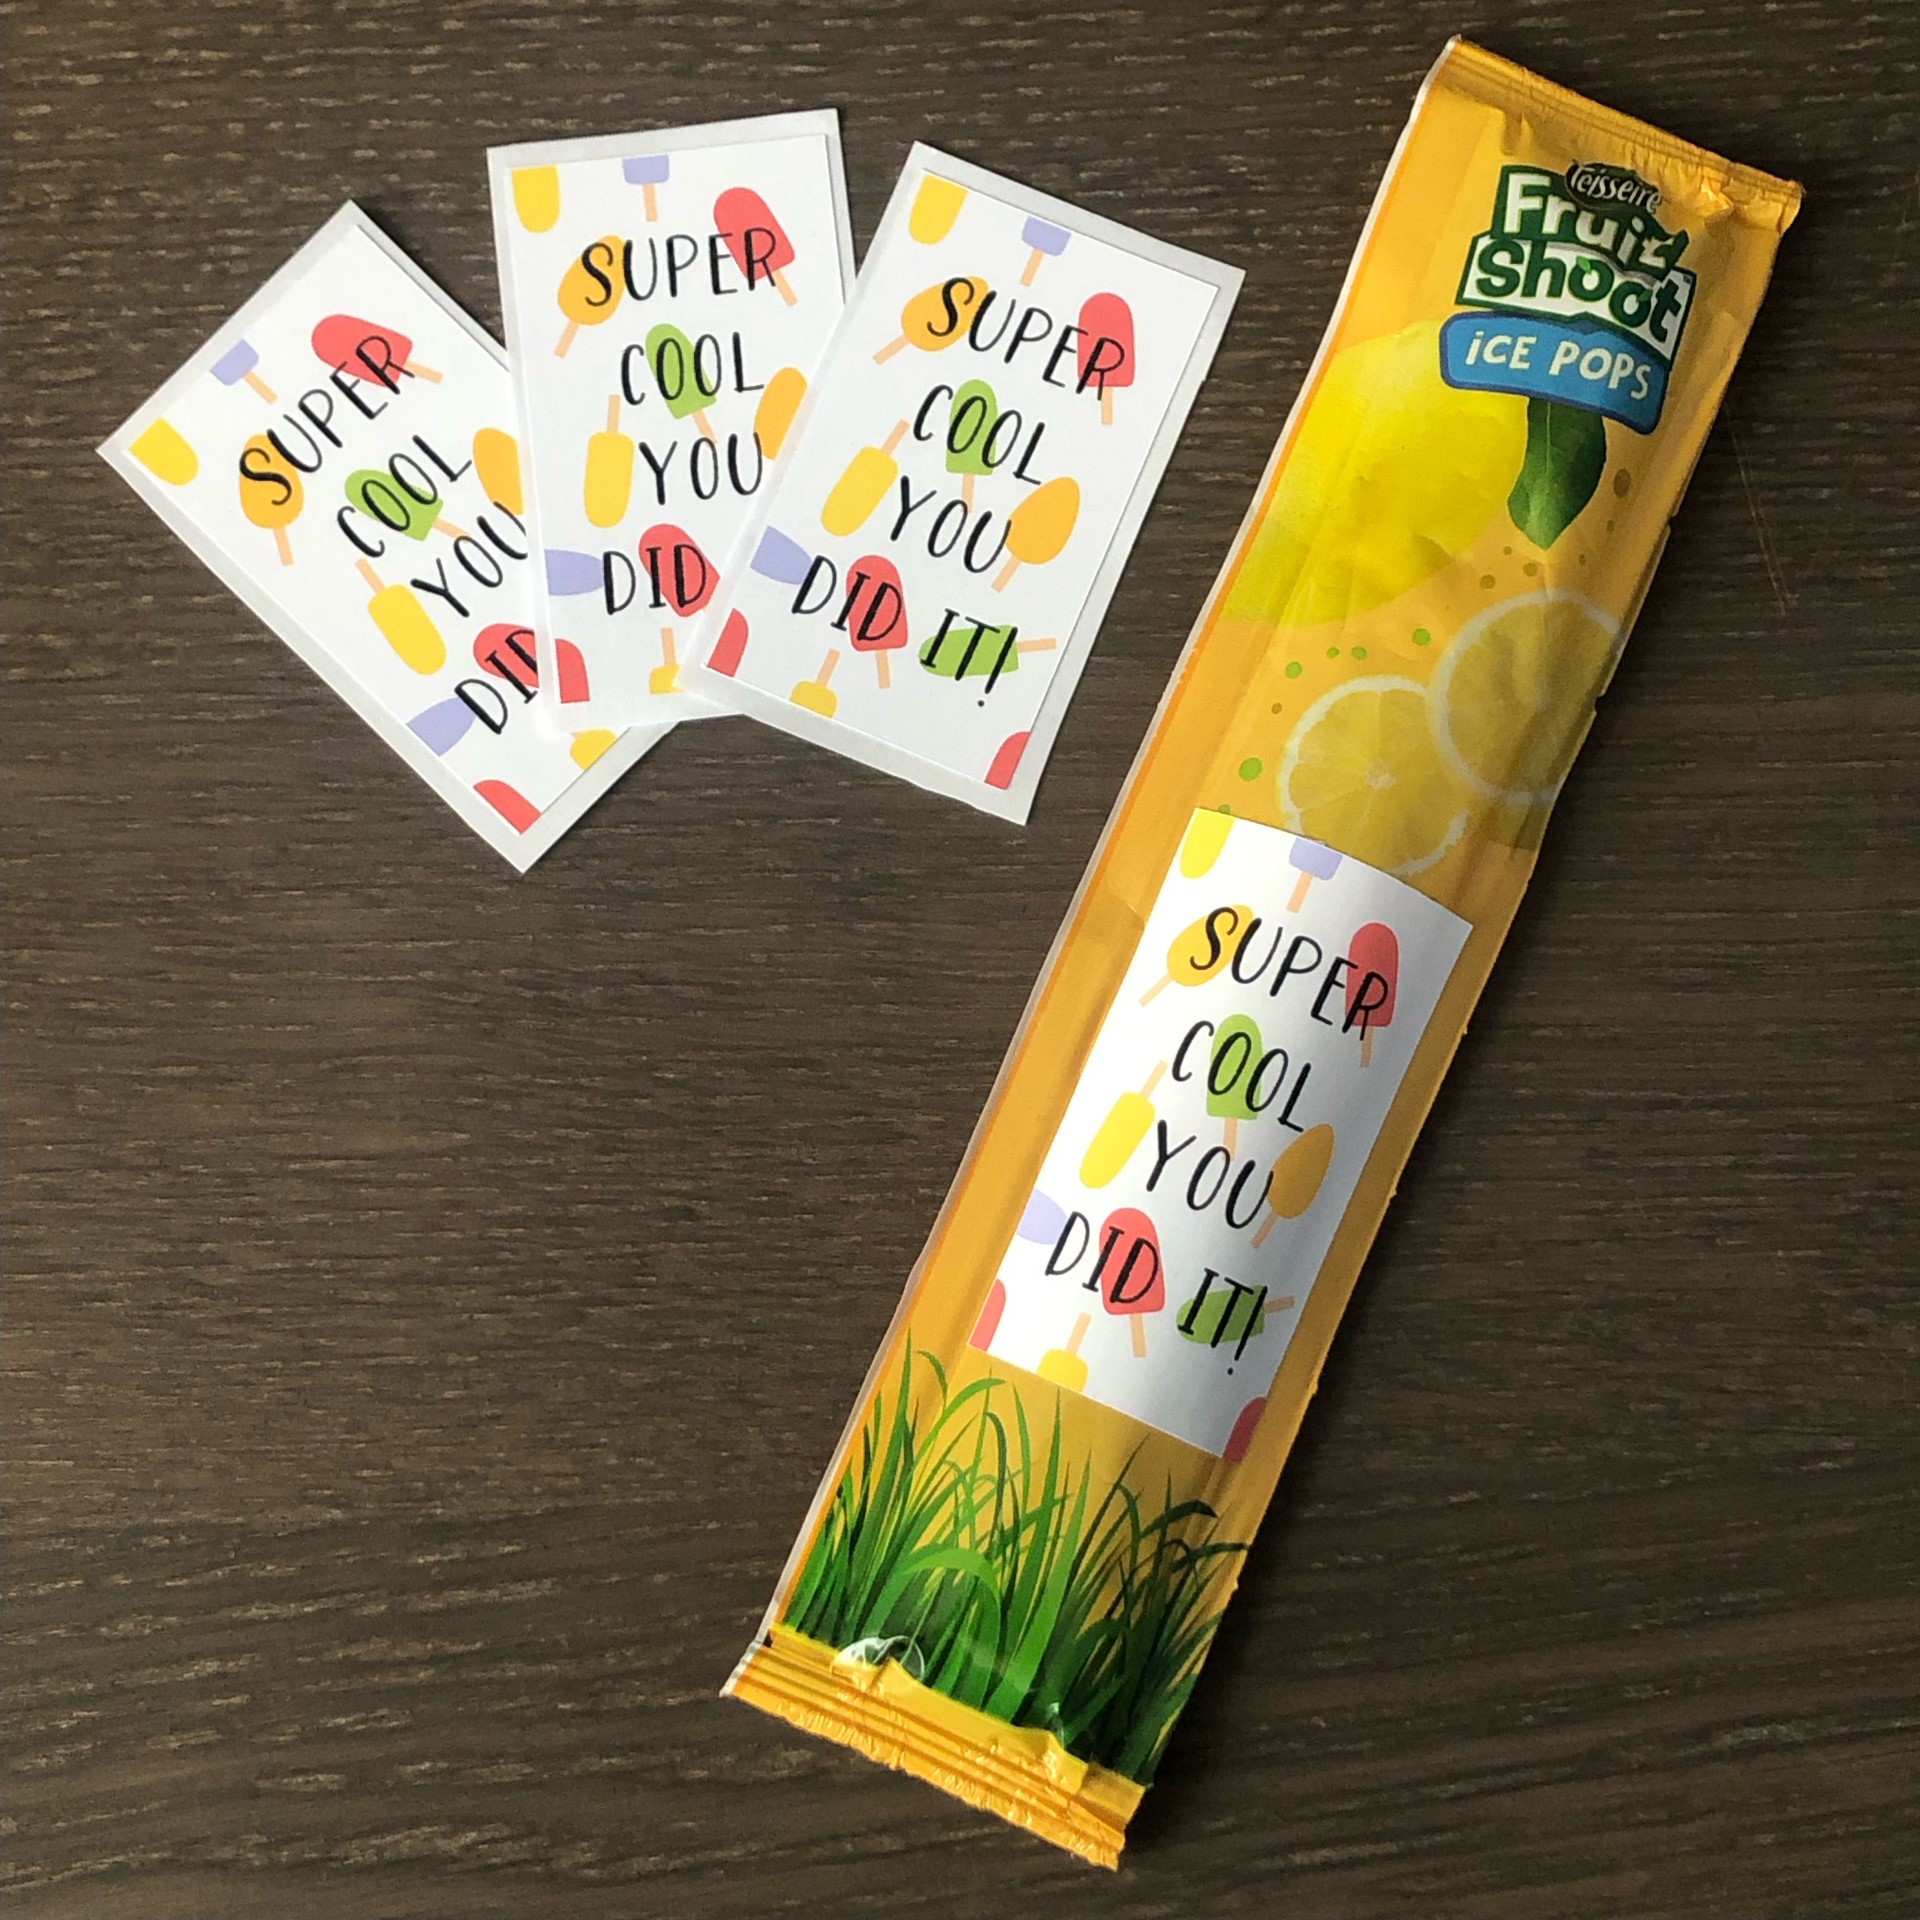 SUPER
COOL
YOU
DID
SUPER
COOL
YOU
DID
SUPER
COOL
YOU
DID IT!
Teisseire
Fruit
Shoot
iCE POPS
SUPER
COOL
YOU
DID IT!